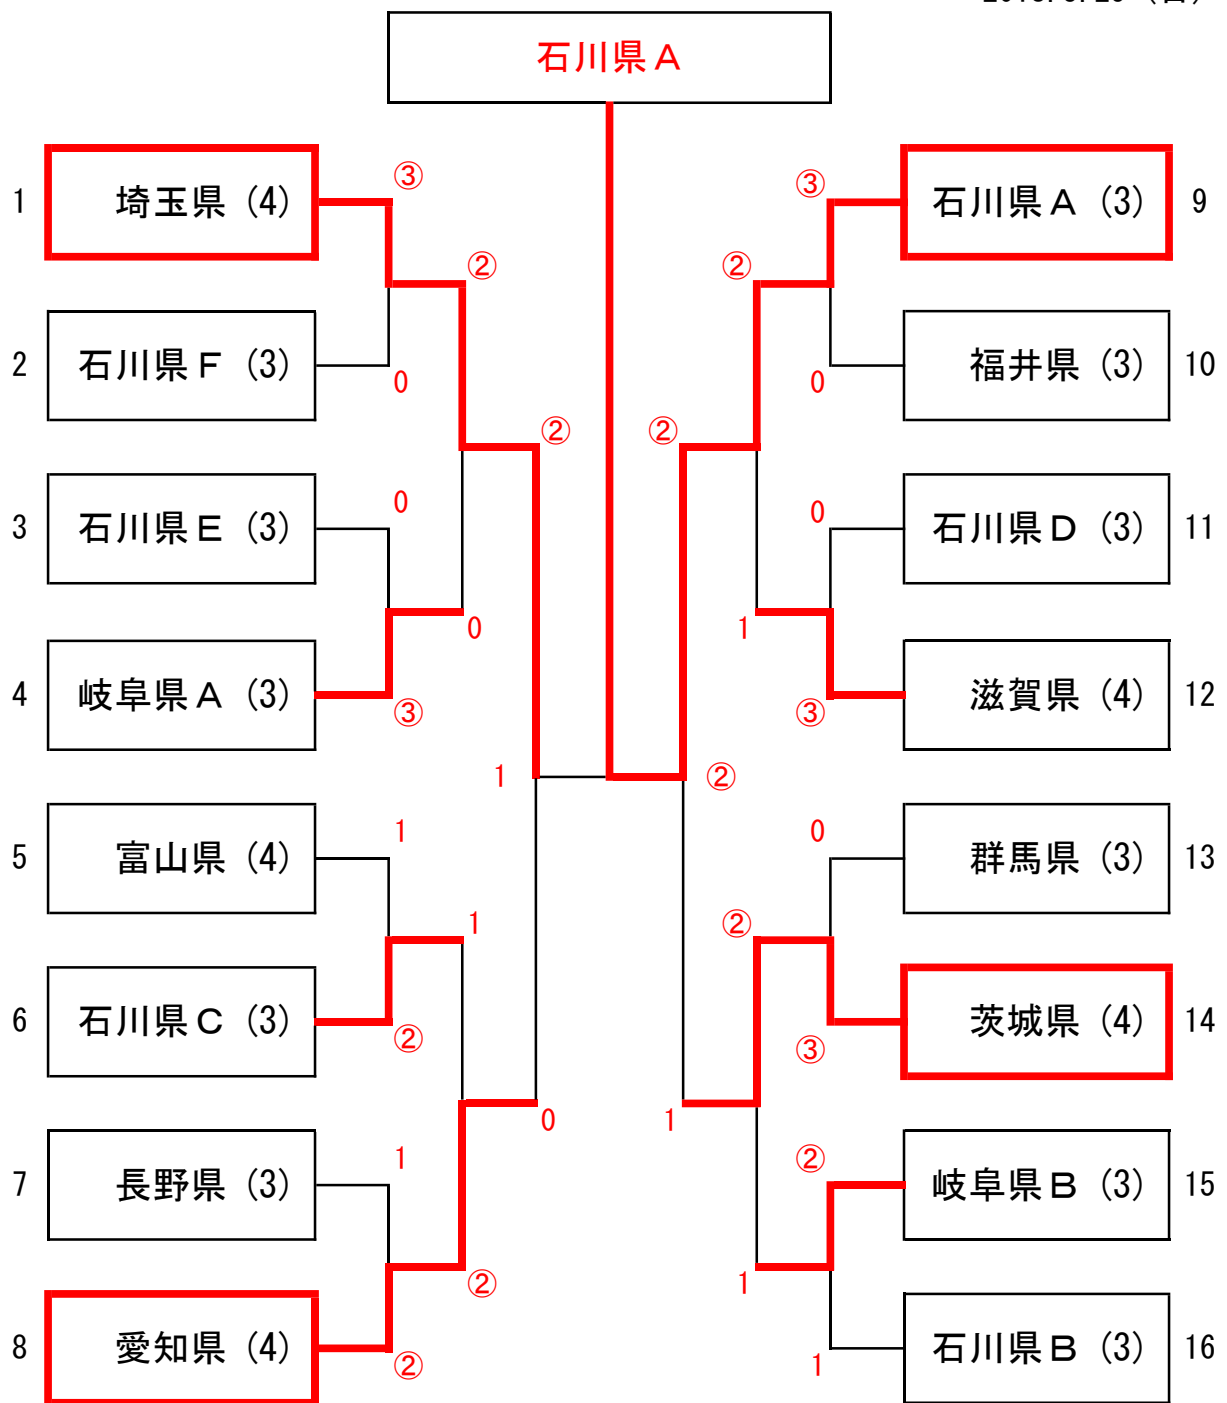 石川県Ａ
1 埼玉県 (4) ③ ③ 石川県Ａ (3) 9
② ②
2 石川県Ｆ (3) 0 0 福井県 (3) 10
② ②
3 石川県Ｅ (3) 0 0 石川県Ｄ (3) 11
0 1
4 岐阜県Ａ (3) ③ ③ 滋賀県 (4) 12
1 ②
5 富山県 (4) 1 0 群馬県 (3) 13
1 ②
6 石川県Ｃ (3) ② ③ 茨城県 (4) 14
0 1
7 長野県 (3) 1 ② 岐阜県Ｂ (3) 15
② 1
8 愛知県 (4) ② 1 石川県Ｂ (3) 16